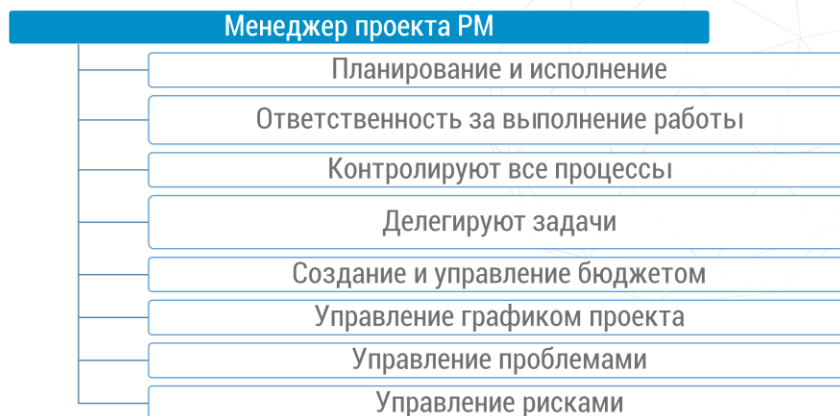 Менеджер проекта PM
Планирование и исполнение
Ответственность за выполнение работы
Контролируют все процессы
Делегируют задачи
Создание и управление бюджетом
Управление графиком проекта
Управление проблемами
Управление рисками